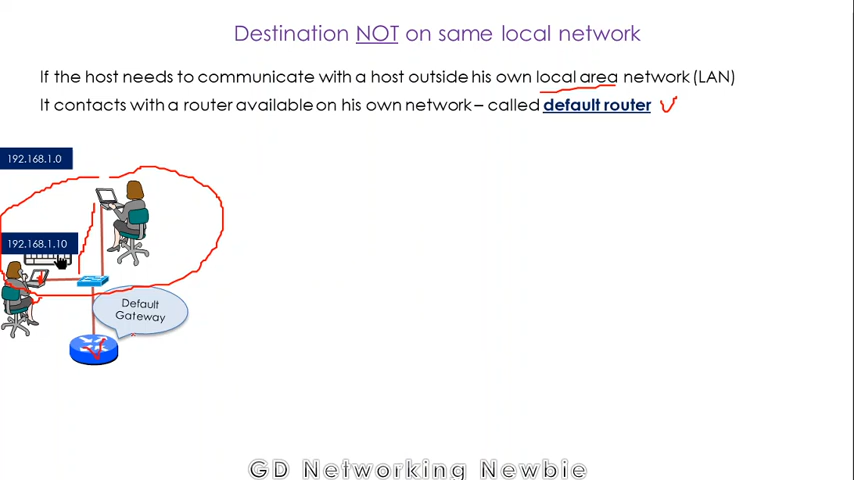 Destination NOT on same local network
If the host needs to communicate with a host outside his own local area network (LAN)
It contacts with a router available on his own network – called default router
192.168.1.0
192.168.1.10
Default
Gateway
GD Networking Newbie